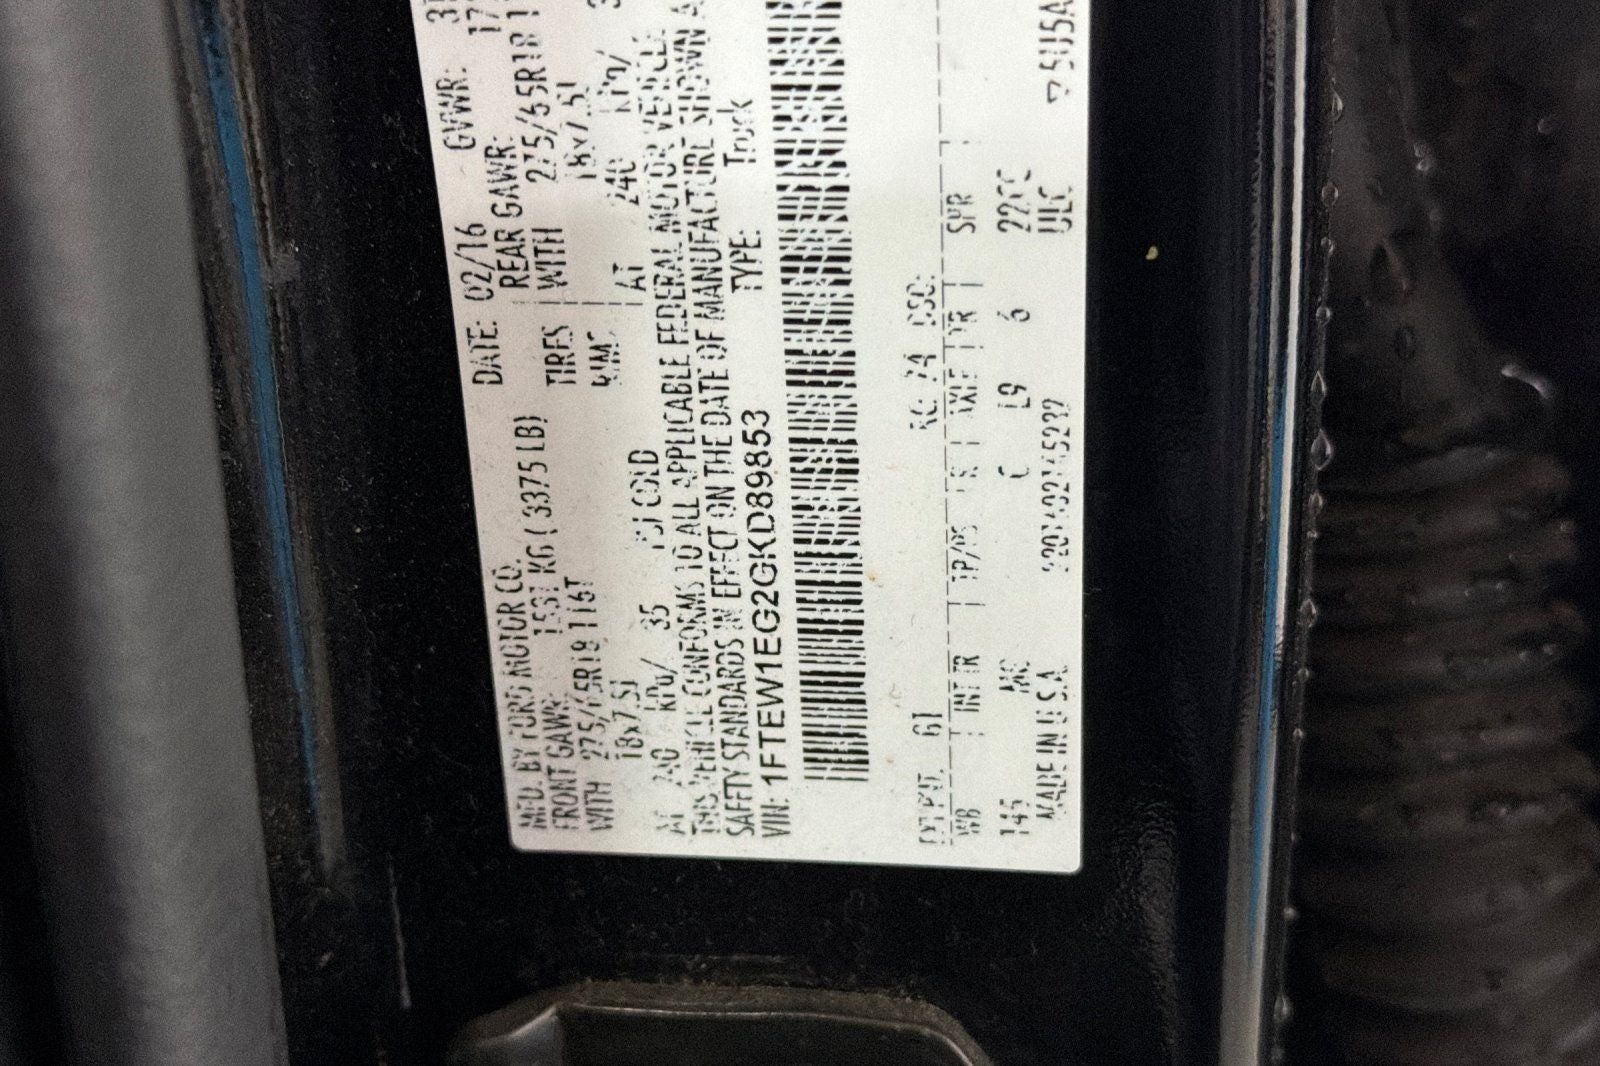 MFD. BY FORD MOTOR CO.
DATE: 02/16 GVWR:
FRONT GAWR: 1531 KG ( 3375 LB) REAR GAWR:
WITH 275/65R18 116T TIRES WITH 275/65R18
18x7.5J RIMS 18x7.5J
AT 240 kPa/ 35 PSI COLD AT 240 kPa/
THIS VEHICLE CONFORMS TO ALL APPLICABLE FEDERAL MOTOR VEHICLE
SAFETY STANDARDS IN EFFECT ON THE DATE OF MANUFACTURE SHOWN
VIN: 1FTEW1EG2GKD89853 TYPE: Truck
EXT PNT: G1 RC: 24 DSO:
WB INT TR TP/PS AXLE TR SPR
145 C L9 6 22CC
MADE IN U.S.A. ULC